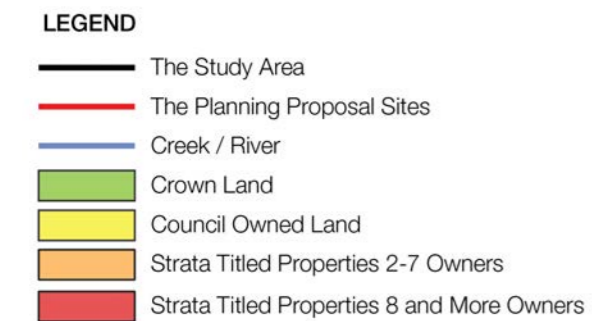 LEGEND
The Study Area
The Planning Proposal Sites
Creek / River
Crown Land
Council Owned Land
Strata Titled Properties 2-7 Owners
Strata Titled Properties 8 and More Owners